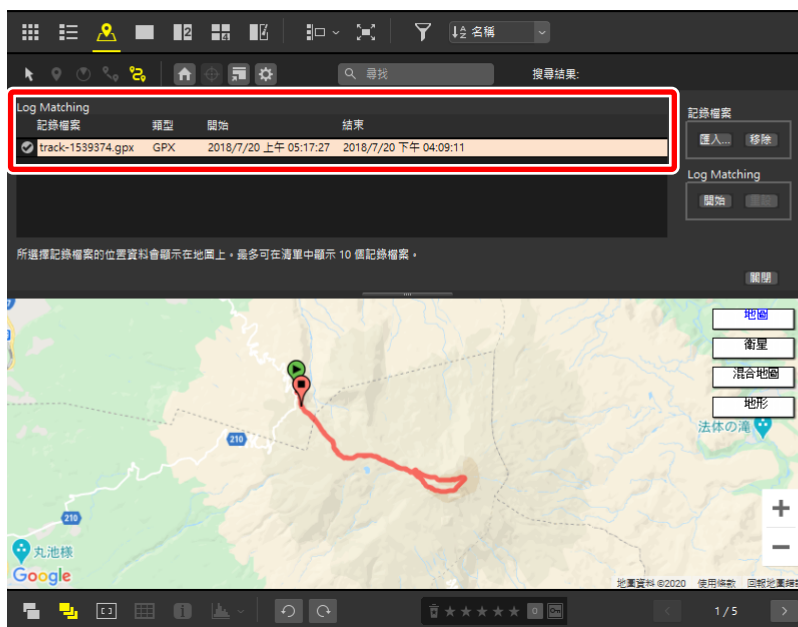 2
4
名稱
尋找
搜尋結果:
Log Matching
記錄檔案 類型 開始 結束
track-1539374.gpx GPX 2018/7/20 上午 05:17:27 2018/7/20 下午 04:09:11
記錄檔案
匯入... 移除
Log Matching
開始
所選擇記錄檔案的位置資料會顯示在地圖上。最多可在清單中顯示 10 個記錄檔案。
關閉
地圖
衛星
混合地圖
地形
法体の滝
210
210
丸池様
Google
地圖資料 ©2020 使用條款
0
1 / 5